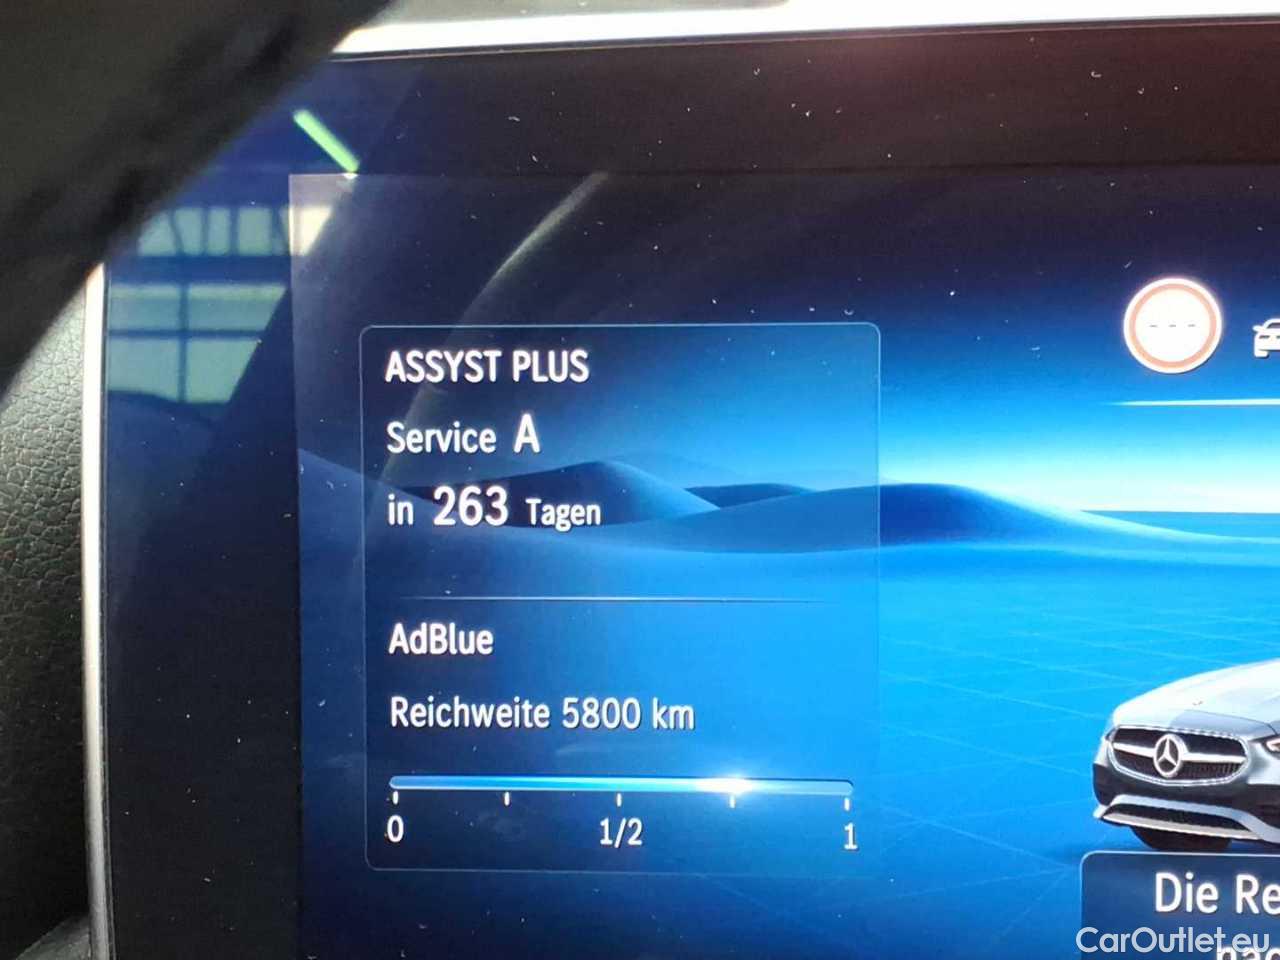 ASSYST PLUS
Service A
in 263 Tagen
AdBlue
Reichweite 5800 km
0 1/2 1
Die Re
CarOutlet.eu